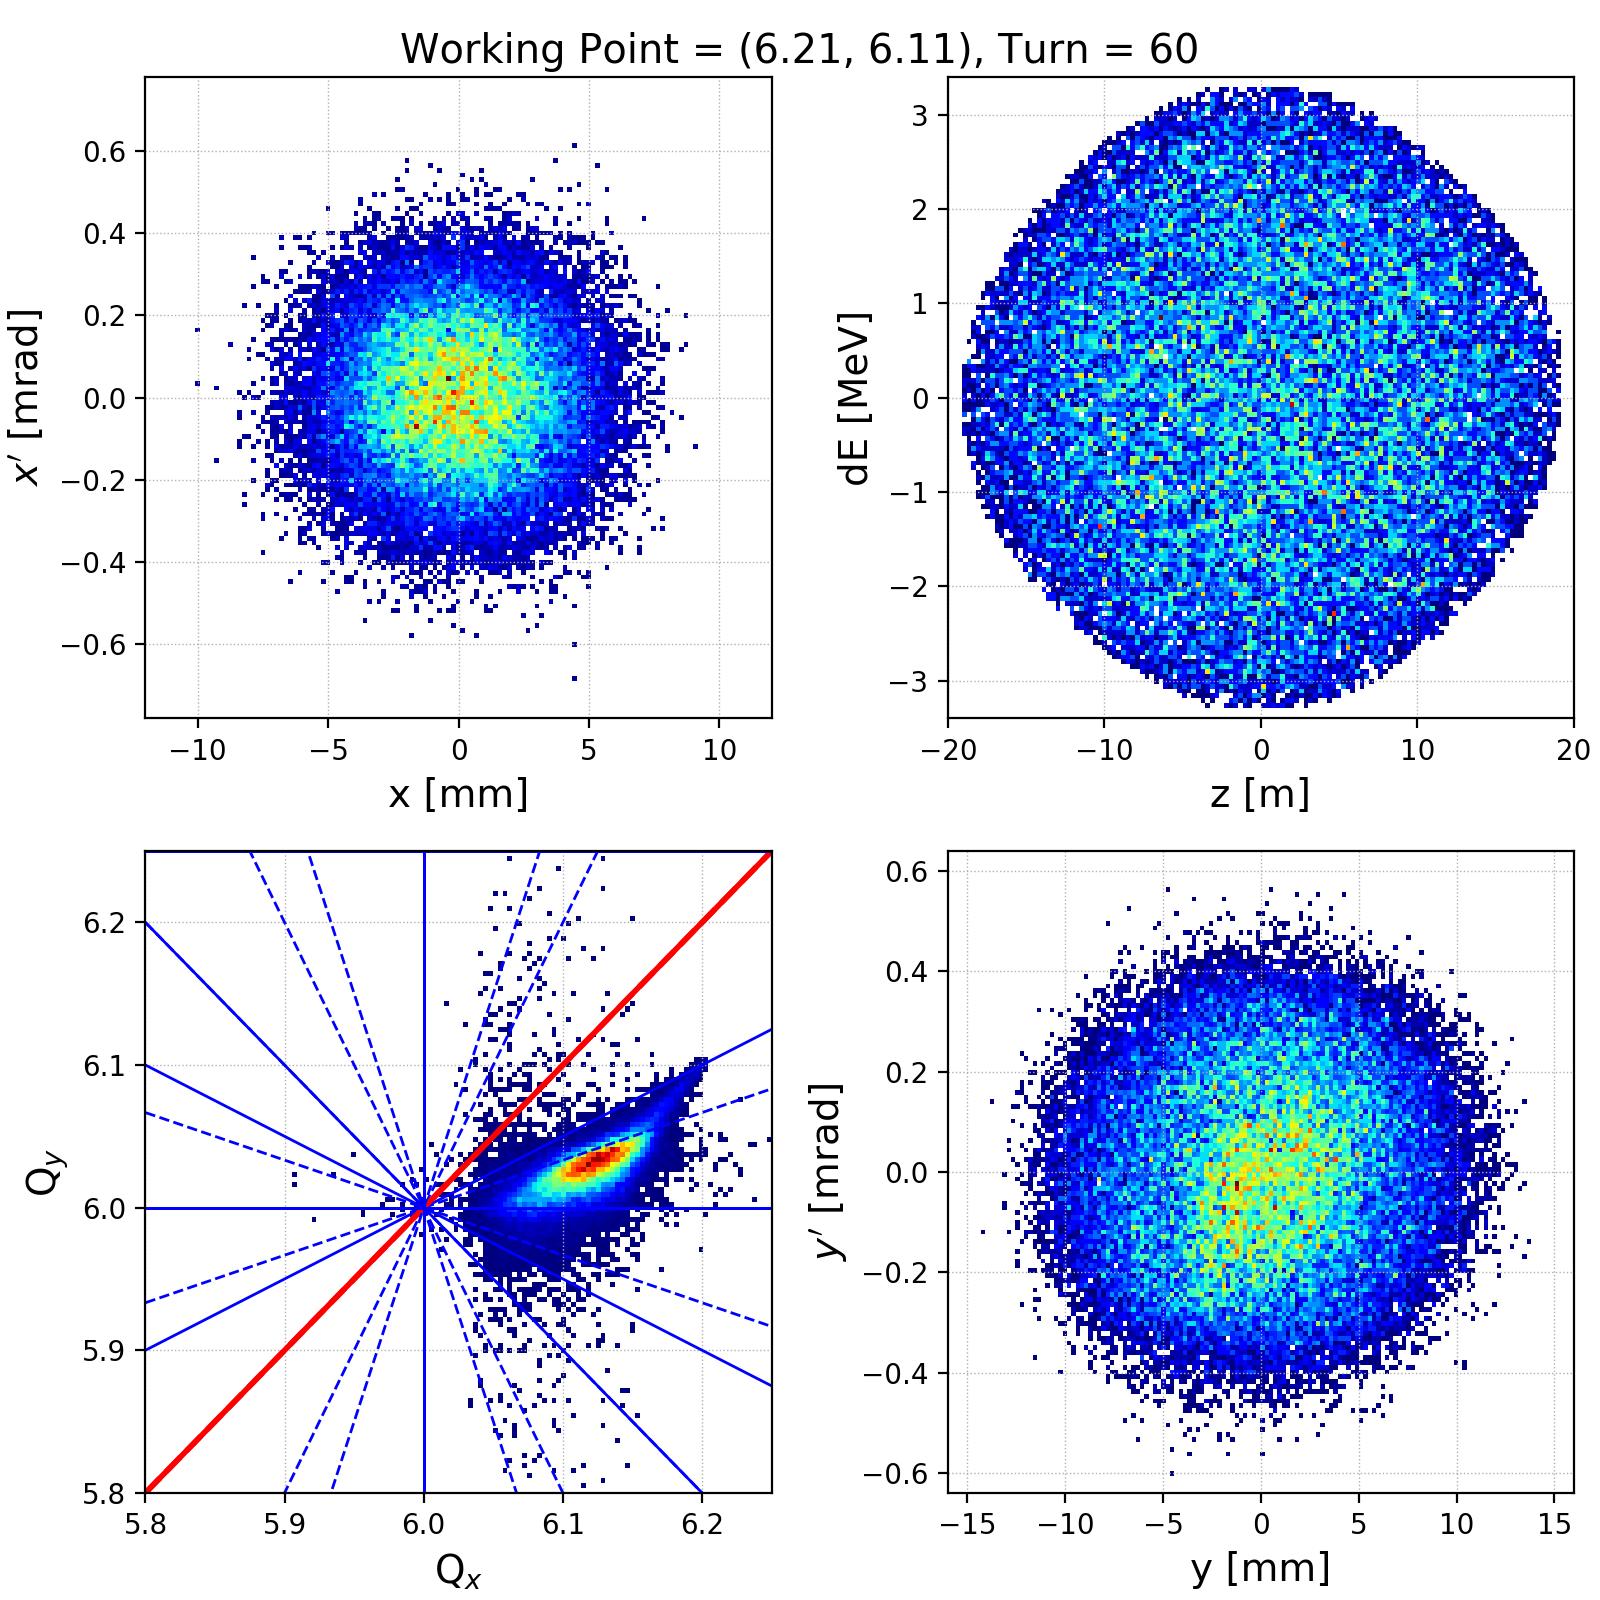 Working Point = (6.21, 6.11), Turn = 60
0.6
0.4
0.2
0.0
−0.2
−0.4
−0.6
x′ [mrad]
−10 −5 0 5 10
x [mm]
3
2
1
0
−1
−2
−3
dE [MeV]
−20 −10 0 10 20
z [m]
6.2
6.1
6.0
5.9
5.8
Qy
5.8 5.9 6.0 6.1 6.2
Qx
0.6
0.4
0.2
0.0
−0.2
−0.4
−0.6
y′ [mrad]
−15 −10 −5 0 5 10 15
y [mm]